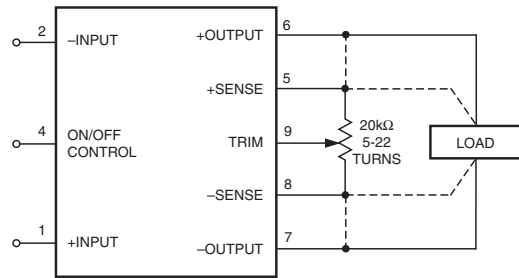 2
–INPUT
4
ON/OFF
CONTROL
1
+INPUT
+OUTPUT
6
+SENSE
5
TRIM
9
–SENSE
8
–OUTPUT
7
20kΩ
5-22
TURNS
LOAD